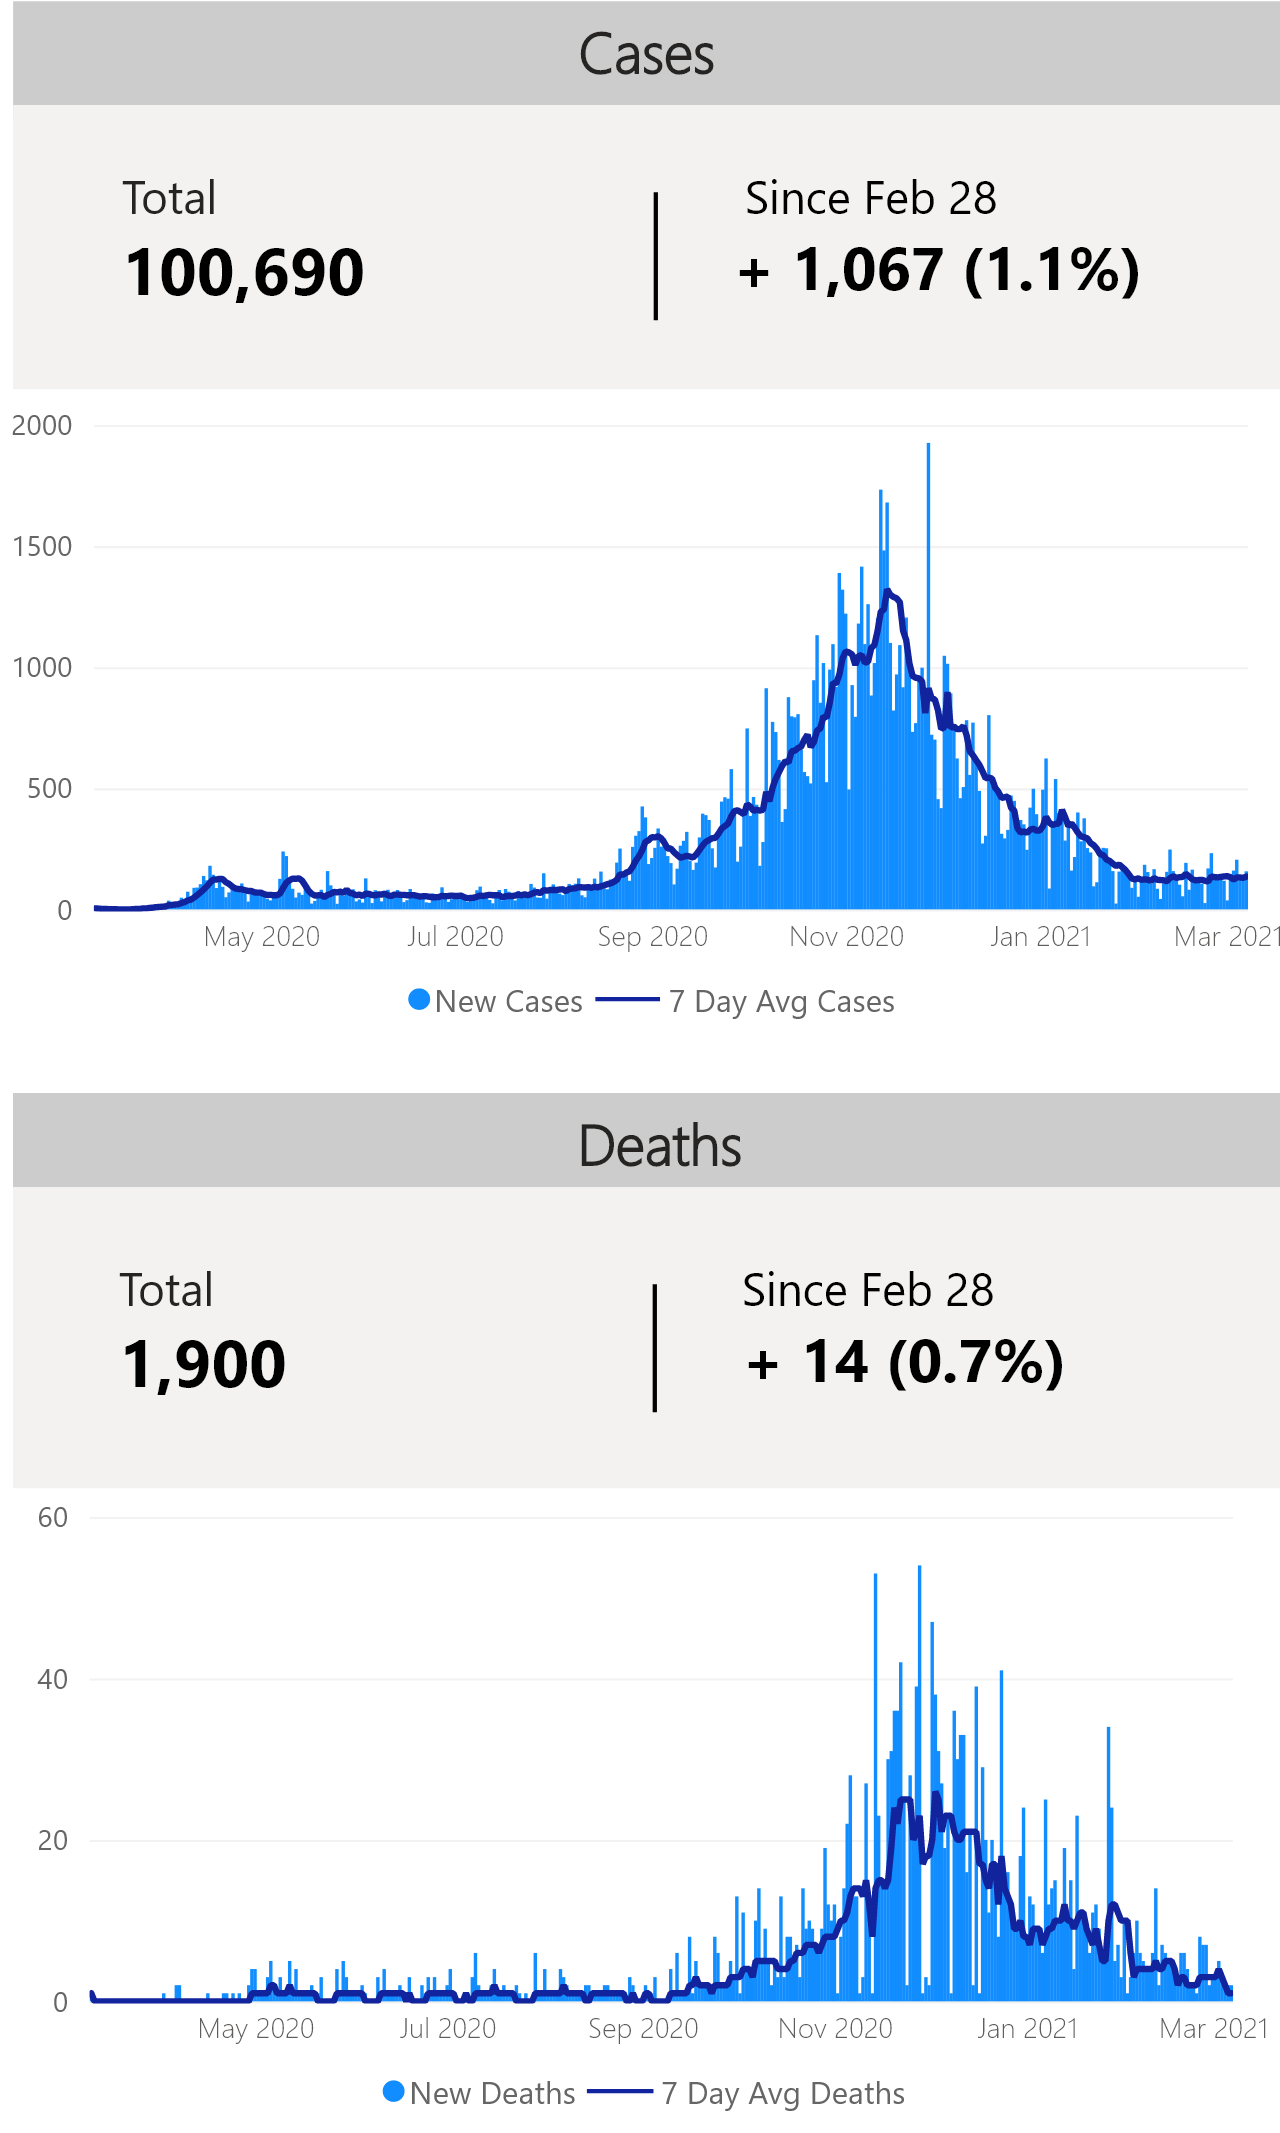 Cases
Total
Since Feb 28
100,690
+ 1,067 (1.1%)
2000
1500
1000
500
0
May 2020
Jul 2020
Sep 2020
Nov 2020
Jan 2021
Mar 2021
New Cases
7 Day Avg Cases
Deaths
Total
Since Feb 28
1,900
+ 14 (0.7%)
60
40
20
0
May 2020
Jul 2020
Sep 2020
Nov 2020
Jan 2021
Mar 2021
New Deaths
7 Day Avg Deaths